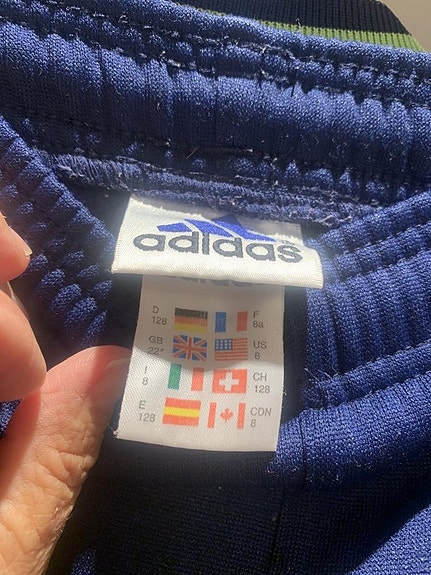 adidas
D 128 F 8a
GB 22" US 8
I 8 CH 128
E 128 CDN 8